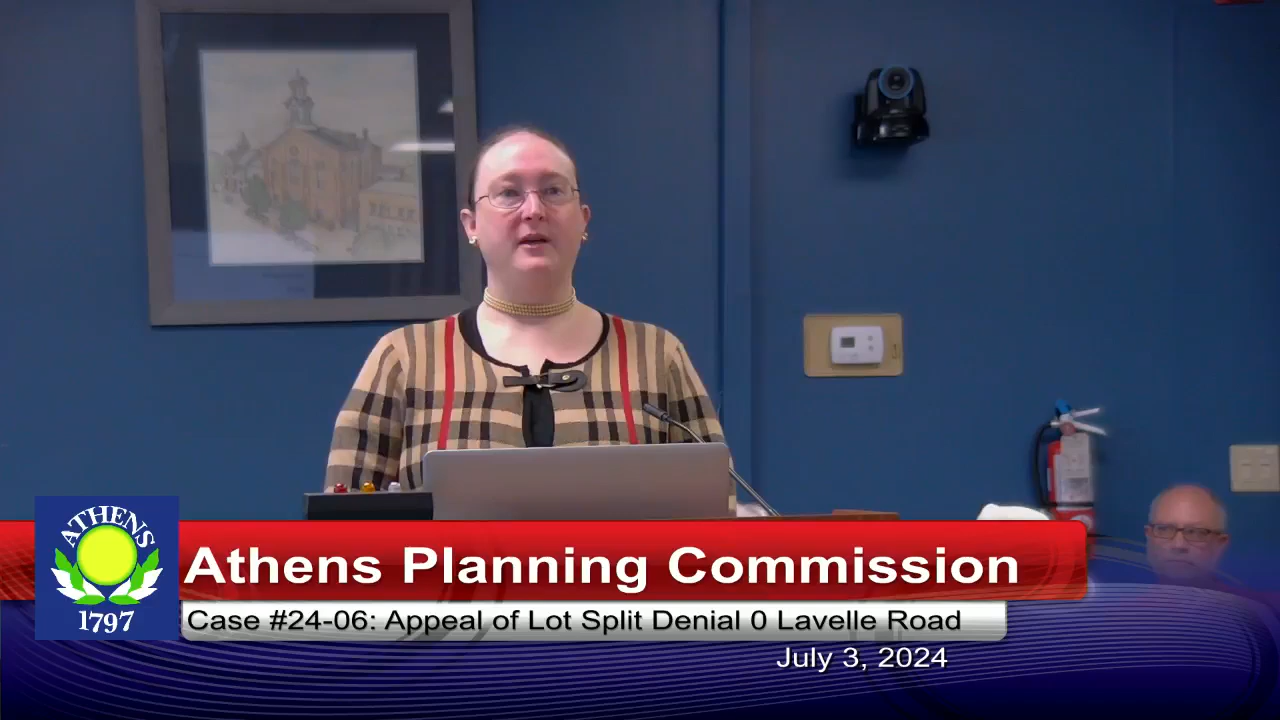 ATHENS
1797
Athens Planning Commission
Case #24-06: Appeal of Lot Split Denial 0 Lavelle Road
July 3, 2024